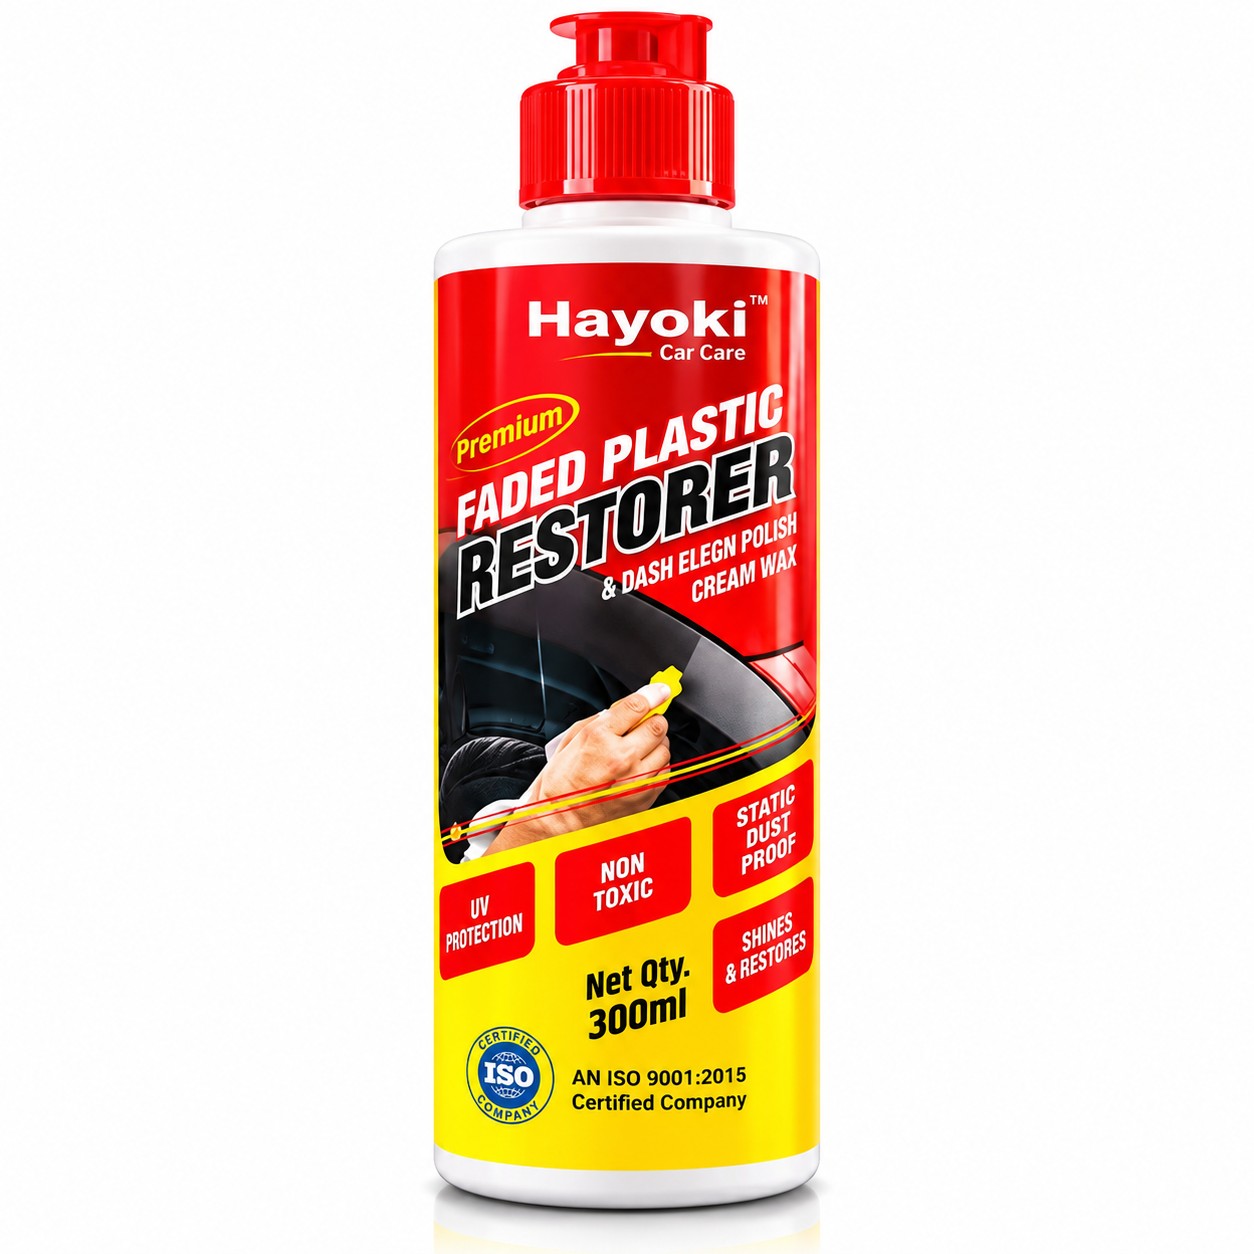 Hayoki™
Car Care
Premium
FADED PLASTIC
RESTORER
& DASH ELEGN POLISH
CREAM WAX
STATIC
DUST
PROOF
NON
TOXIC
UV
PROTECTION
SHINES
& RESTORES
Net Qty.
300ml
CERTIFIED
ISO
COMPANY
AN ISO 9001:2015
Certified Company